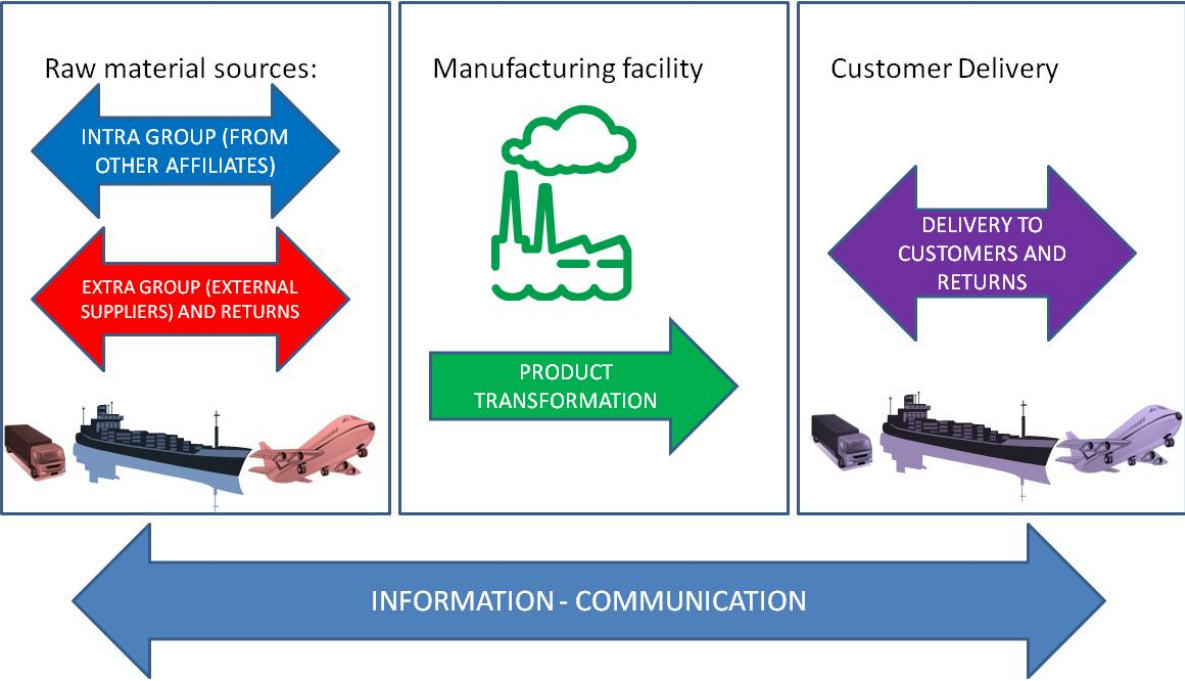 Raw material sources:
INTRA GROUP (FROM
OTHER AFFILIATES)
EXTRA GROUP (EXTERNAL
SUPPLIERS) AND RETURNS
Manufacturing facility
PRODUCT
TRANSFORMATION
Customer Delivery
DELIVERY TO
CUSTOMERS AND
RETURNS
INFORMATION - COMMUNICATION